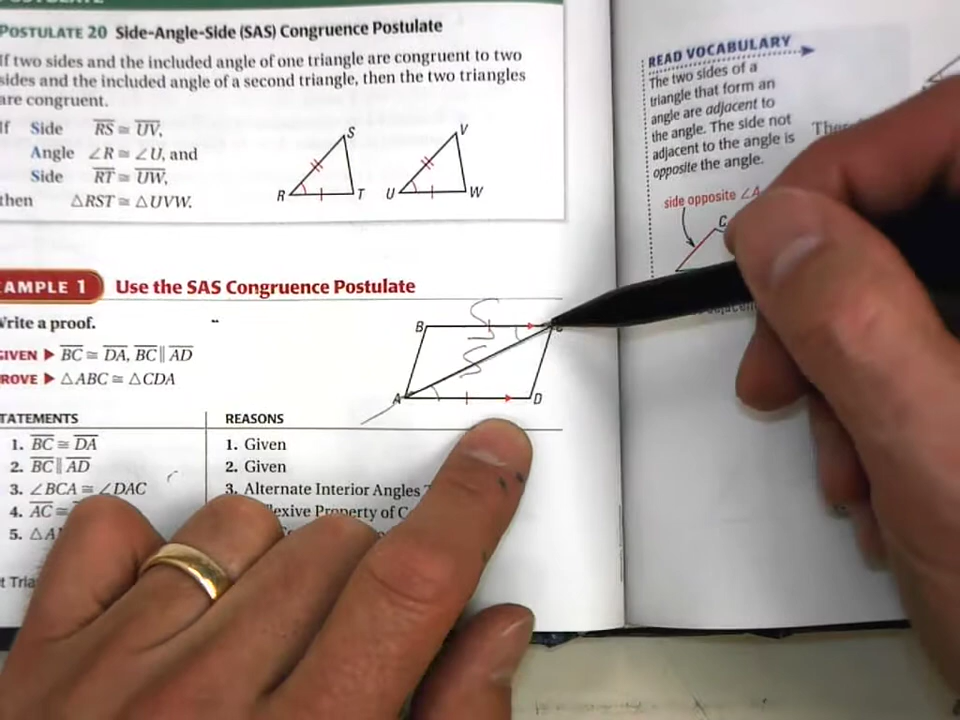 POSTULATE 20 Side-Angle-Side (SAS) Congruence Postulate
If two sides and the included angle of one triangle are congruent to two
sides and the included angle of a second triangle, then the two triangles
are congruent.
If Side RS ≅ UV,
Angle ∠R ≅ ∠U, and
Side RT ≅ UW,
then △RST ≅ △UVW.
R S T U V W
AMPLE 1 Use the SAS Congruence Postulate
Write a proof.
GIVEN ▶ BC ≅ DA, BC ∥ AD
PROVE ▶ △ABC ≅ △CDA
B C A D
S
S
STATEMENTS REASONS
1. BC ≅ DA 1. Given
2. BC ∥ AD 2. Given
3. ∠BCA ≅ ∠DAC 3. Alternate Interior Angles
4. AC ≅ exive Property of C
5. △A
t Tria
READ VOCABULARY
The two sides of a
triangle that form an
angle are adjacent to
the angle. The side not
adjacent to the angle is
opposite the angle.
side opposite ∠A
C